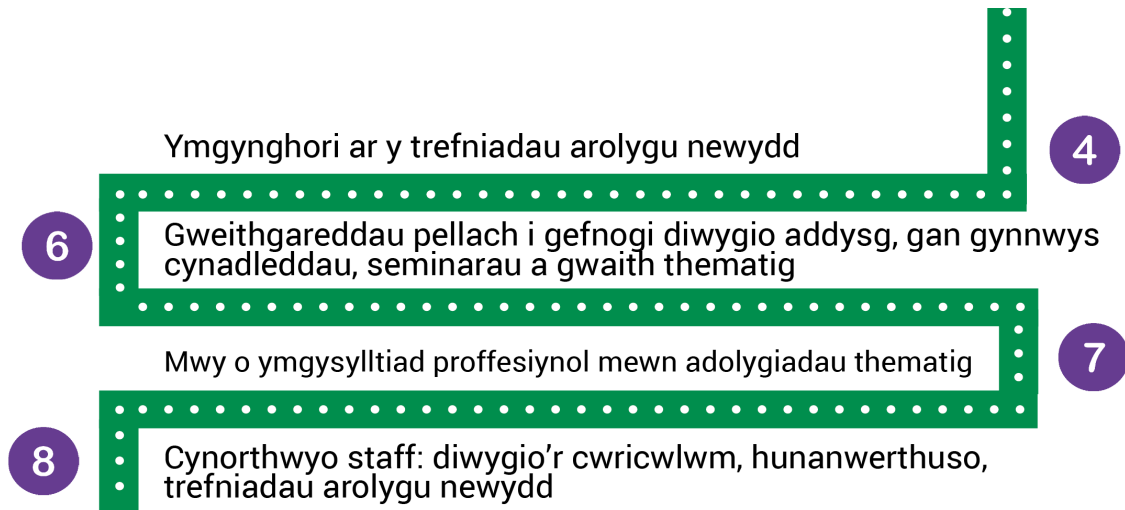 Ymgynghori ar y trefniadau arolygu newydd
4
6
Gweithgareddau pellach i gefnogi diwygio addysg, gan gynnwys
cynadleddau, seminarau a gwaith thematig
Mwy o ymgysylltiad proffesiynol mewn adolygiadau thematig
7
8
Cynorthwyo staff: diwygio’r cwricwlwm, hunanwerthuso,
trefniadau arolygu newydd